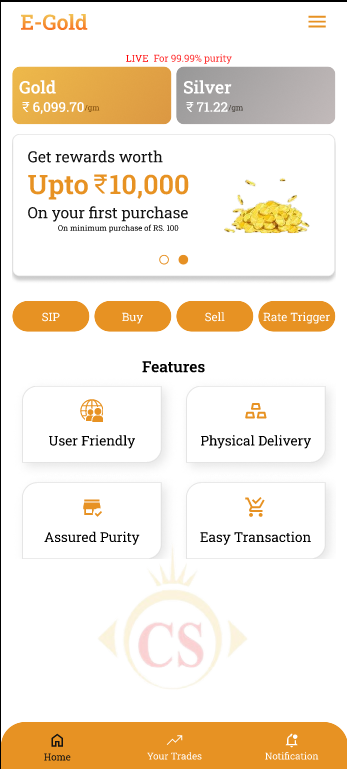 E-Gold
LIVE For 99.99% purity
Gold
₹ 6,099.70/gm
Silver
₹ 71.22/gm
Get rewards worth
Upto ₹10,000
On your first purchase
On minimum purchase of RS. 100
SIP
Buy
Sell
Rate Trigger
Features
User Friendly
Physical Delivery
Assured Purity
Easy Transaction
CS
Home
Your Trades
Notification